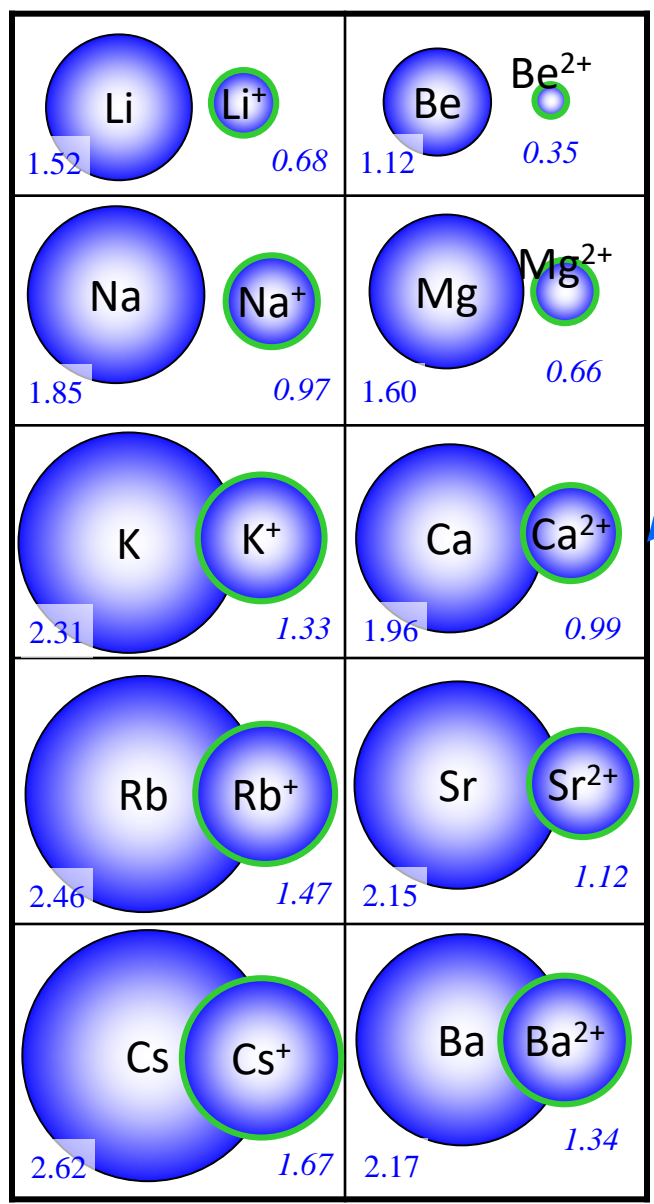 Li Li⁺ Be Be²⁺
1.52 0.68 1.12 0.35
Na Na⁺ Mg Mg²⁺
1.85 0.97 1.60 0.66
K K⁺ Ca Ca²⁺
2.31 1.33 1.96 0.99
Rb Rb⁺ Sr Sr²⁺
2.46 1.47 2.15 1.12
Cs Cs⁺ Ba Ba²⁺
2.62 1.67 2.17 1.34